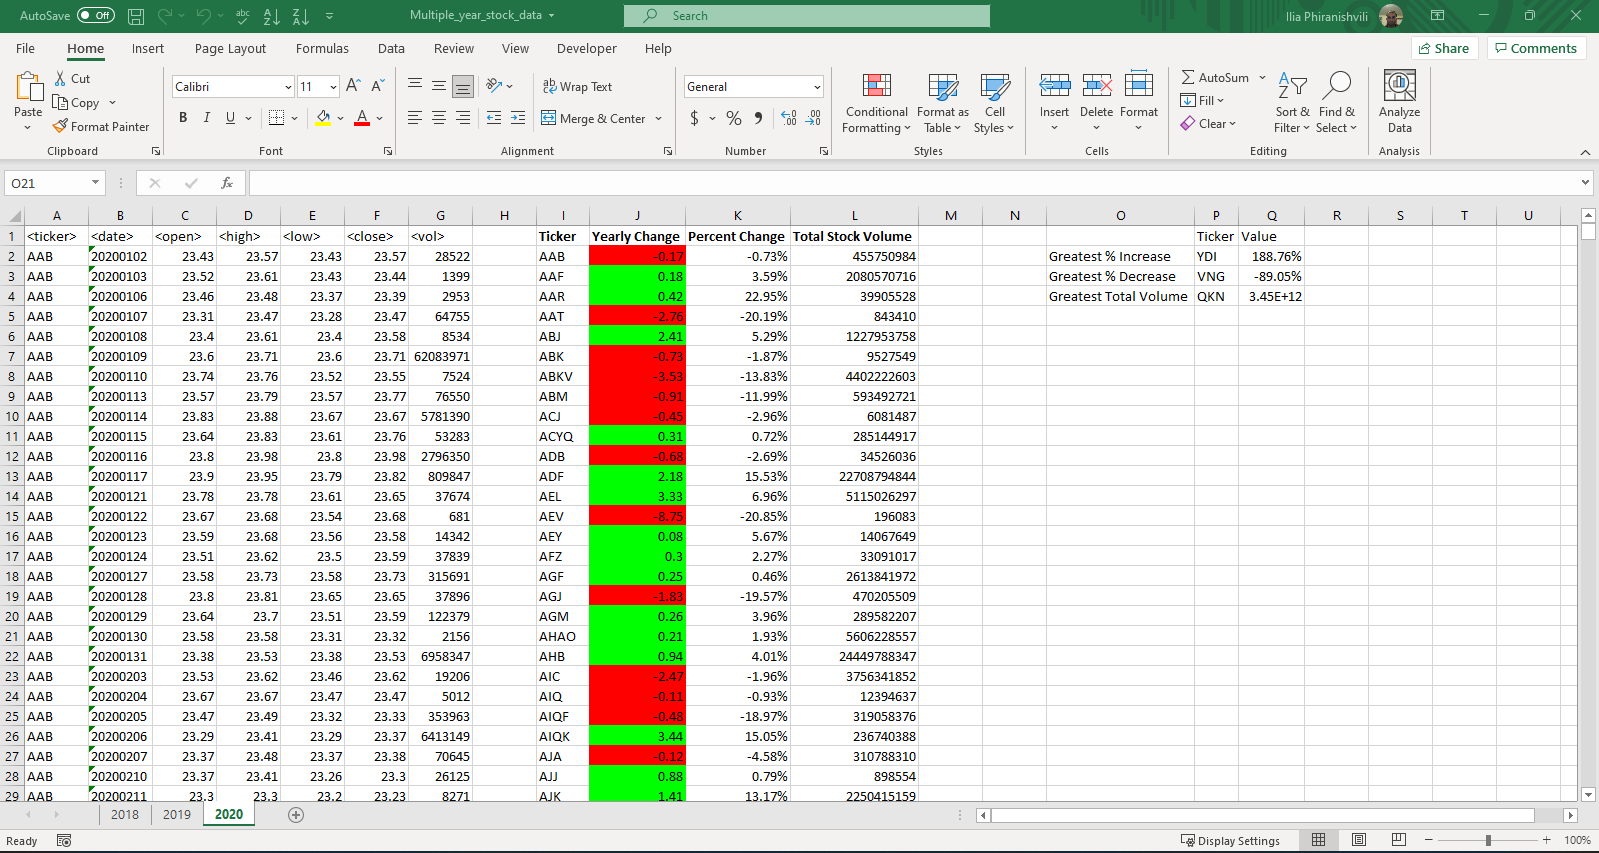 AutoSave Off Multiple_year_stock_data Search Ilia Phiranishvili
File Home Insert Page Layout Formulas Data Review View Developer Help Share Comments
Paste Cut Copy Format Painter Clipboard
Calibri 11 B I U A Font
ab Wrap Text Merge & Center Alignment
General $ % Number
Conditional Formatting Format as Table Cell Styles Styles
Insert Delete Format Cells
AutoSum Fill Clear Sort & Filter Find & Select Editing
Analyze Data Analysis
O21 fx
A B C D E F G H I J K L M N O P Q R S T U
1 <ticker> <date> <open> <high> <low> <close> <vol> Ticker Yearly Change Percent Change Total Stock Volume Ticker Value
2 AAB 20200102 23.43 23.57 23.43 23.57 28522 AAB -0.17 -0.73% 455750984 Greatest % Increase YDI 188.76%
3 AAB 20200103 23.52 23.61 23.43 23.44 1399 AAF 0.18 3.59% 2080570716 Greatest % Decrease VNG -89.05%
4 AAB 20200106 23.46 23.48 23.37 23.39 2953 AAR 0.42 22.95% 39905528 Greatest Total Volume QKN 3.45E+12
5 AAB 20200107 23.31 23.47 23.28 23.47 64755 AAT -2.76 -20.19% 843410
6 AAB 20200108 23.4 23.61 23.4 23.58 8534 ABJ 2.41 5.29% 1227953758
7 AAB 20200109 23.6 23.71 23.6 23.71 62083971 ABK -0.73 -1.87% 9527549
8 AAB 20200110 23.74 23.76 23.52 23.55 7524 ABKV -3.53 -13.83% 4402222603
9 AAB 20200113 23.57 23.79 23.57 23.77 76550 ABM -0.91 -11.99% 593492721
10 AAB 20200114 23.83 23.88 23.67 23.67 5781390 ACJ -0.45 -2.96% 6081487
11 AAB 20200115 23.64 23.83 23.61 23.76 53283 ACYQ 0.31 0.72% 285144917
12 AAB 20200116 23.8 23.98 23.8 23.98 2796350 ADB -0.68 -2.69% 34526036
13 AAB 20200117 23.9 23.95 23.79 23.82 809847 ADF 2.18 15.53% 22708794844
14 AAB 20200121 23.78 23.78 23.61 23.65 37674 AEL 3.33 6.96% 5115026297
15 AAB 20200122 23.67 23.68 23.54 23.68 681 AEV -8.75 -20.85% 196083
16 AAB 20200123 23.59 23.68 23.56 23.58 14342 AEY 0.08 5.67% 14067649
17 AAB 20200124 23.51 23.62 23.5 23.59 37839 AFZ 0.3 2.27% 33091017
18 AAB 20200127 23.58 23.73 23.58 23.73 315691 AGF 0.25 0.46% 2613841972
19 AAB 20200128 23.8 23.81 23.65 23.65 37896 AGJ -1.83 -19.57% 470205509
20 AAB 20200129 23.64 23.7 23.51 23.59 122379 AGM 0.26 3.96% 289582207
21 AAB 20200130 23.58 23.58 23.31 23.32 2156 AHAO 0.21 1.93% 5606228557
22 AAB 20200131 23.38 23.53 23.38 23.53 6958347 AHB 0.94 4.01% 24449788347
23 AAB 20200203 23.53 23.62 23.46 23.62 19206 AIC -2.47 -1.96% 3756341852
24 AAB 20200204 23.67 23.67 23.47 23.47 5012 AIQ -0.11 -0.93% 12394637
25 AAB 20200205 23.47 23.49 23.32 23.33 353963 AIQF -0.48 -18.97% 319058376
26 AAB 20200206 23.29 23.41 23.29 23.37 6413149 AIQK 3.44 15.05% 236740388
27 AAB 20200207 23.37 23.48 23.37 23.38 70645 AJA -0.12 -4.58% 310788310
28 AAB 20200210 23.37 23.41 23.26 23.3 26125 AJJ 0.88 0.79% 898554
29 AAB 20200211 23.3 23.3 23.2 23.23 8271 AJK 1.41 13.17% 2250415159
2018 2019 2020
Ready Display Settings 100%